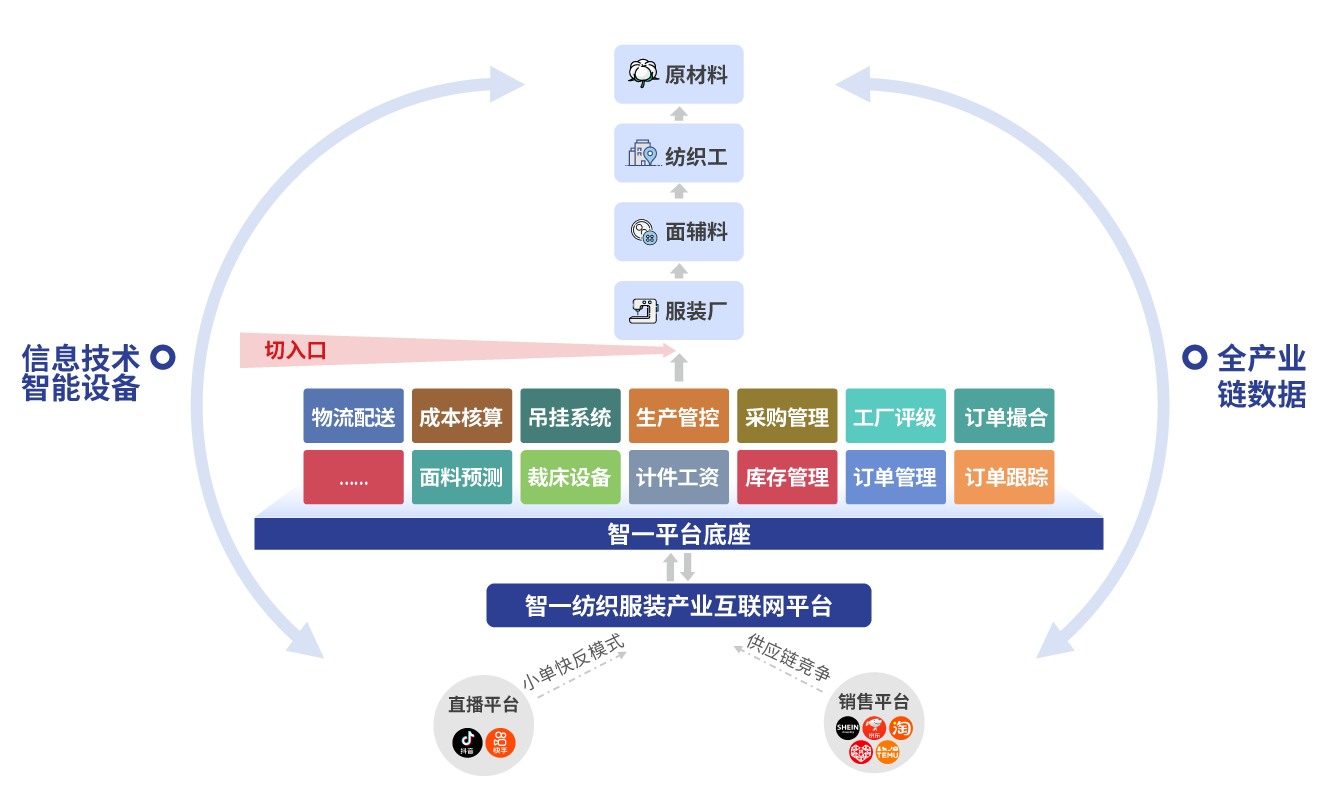 原材料
纺织工
面辅料
服装厂
切入口
信息技术
智能设备
全产业
链数据
物流配送
成本核算
吊挂系统
生产管控
采购管理
工厂评级
订单撮合
……
面料预测
裁床设备
计件工资
库存管理
订单管理
订单跟踪
智一平台底座
智一纺织服装产业互联网平台
小单快反模式
供应链竞争
直播平台
抖音
快手
销售平台
SHEIN
京东
淘
TEMU